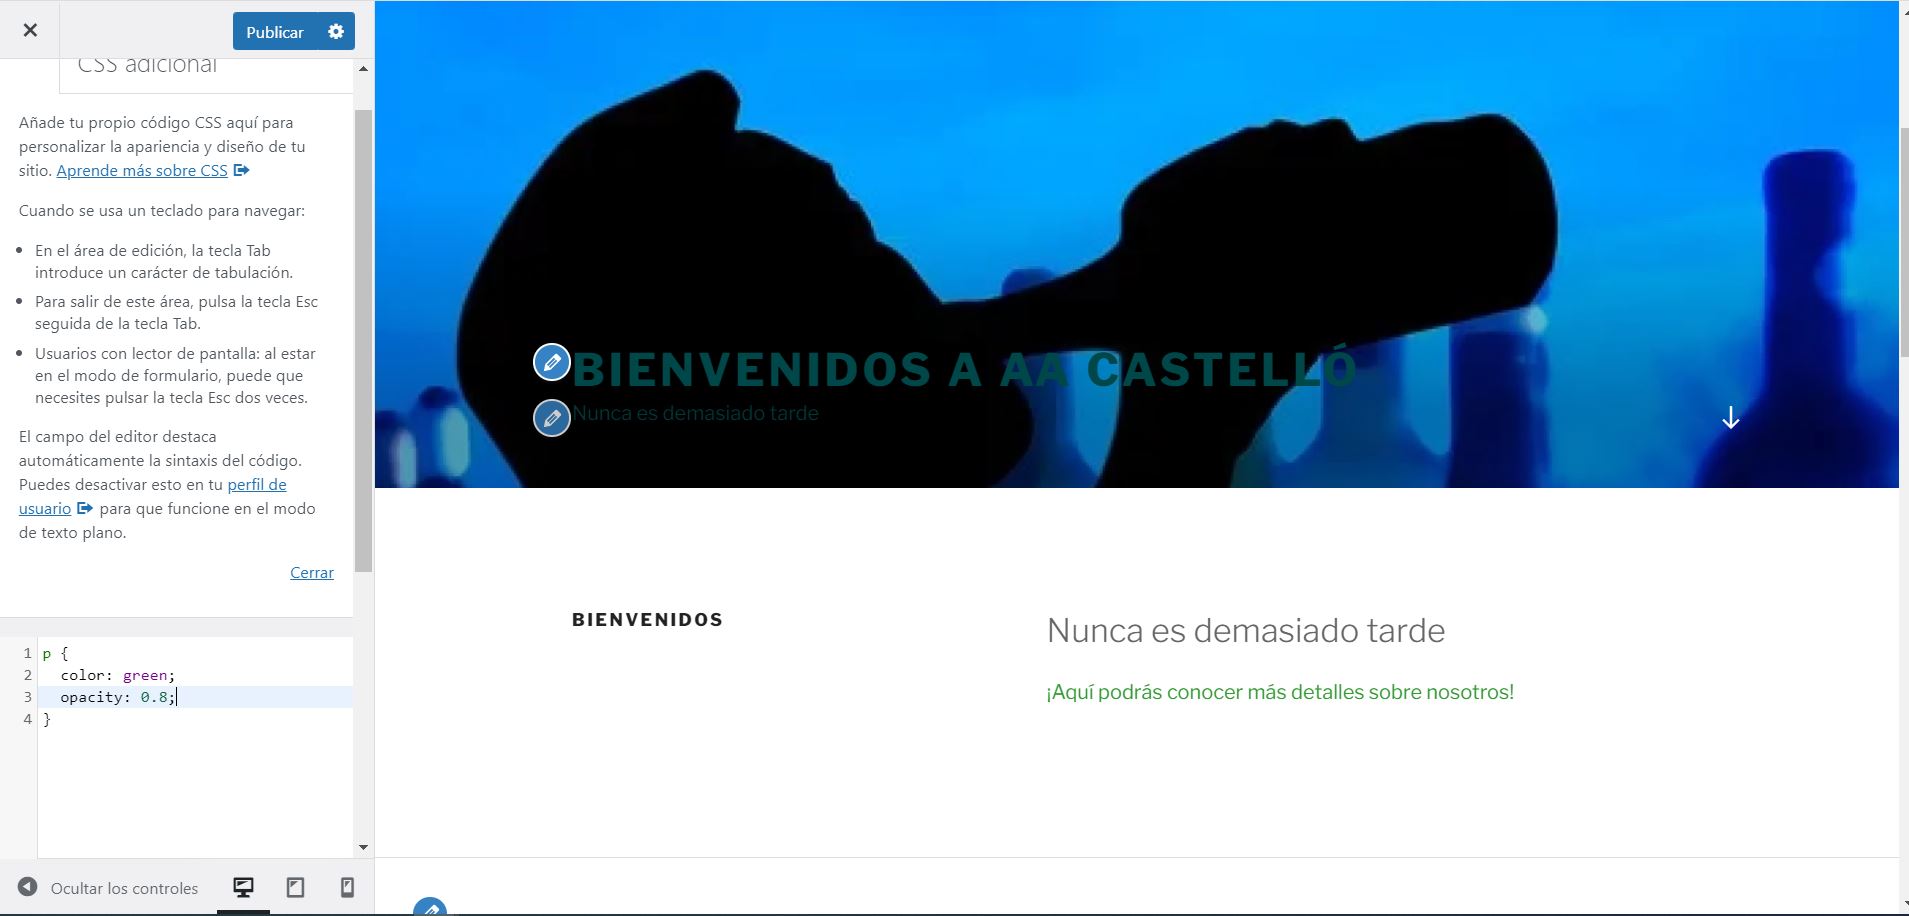 Publicar
CSS adicional
Añade tu propio código CSS aquí para
personalizar la apariencia y diseño de tu
sitio. Aprende más sobre CSS
Cuando se usa un teclado para navegar:
En el área de edición, la tecla Tab
introduce un carácter de tabulación.
Para salir de este área, pulsa la tecla Esc
seguida de la tecla Tab.
Usuarios con lector de pantalla: al estar
en el modo de formulario, puede que
necesites pulsar la tecla Esc dos veces.
El campo del editor destaca
automáticamente la sintaxis del código.
Puedes desactivar esto en tu perfil de
usuario para que funcione en el modo
de texto plano.
Cerrar
1 p {
2 color: green;
3 opacity: 0.8;
4 }
Ocultar los controles
BIENVENIDOS A AA CASTELLÓ
Nunca es demasiado tarde
BIENVENIDOS
Nunca es demasiado tarde
¡Aquí podrás conocer más detalles sobre nosotros!